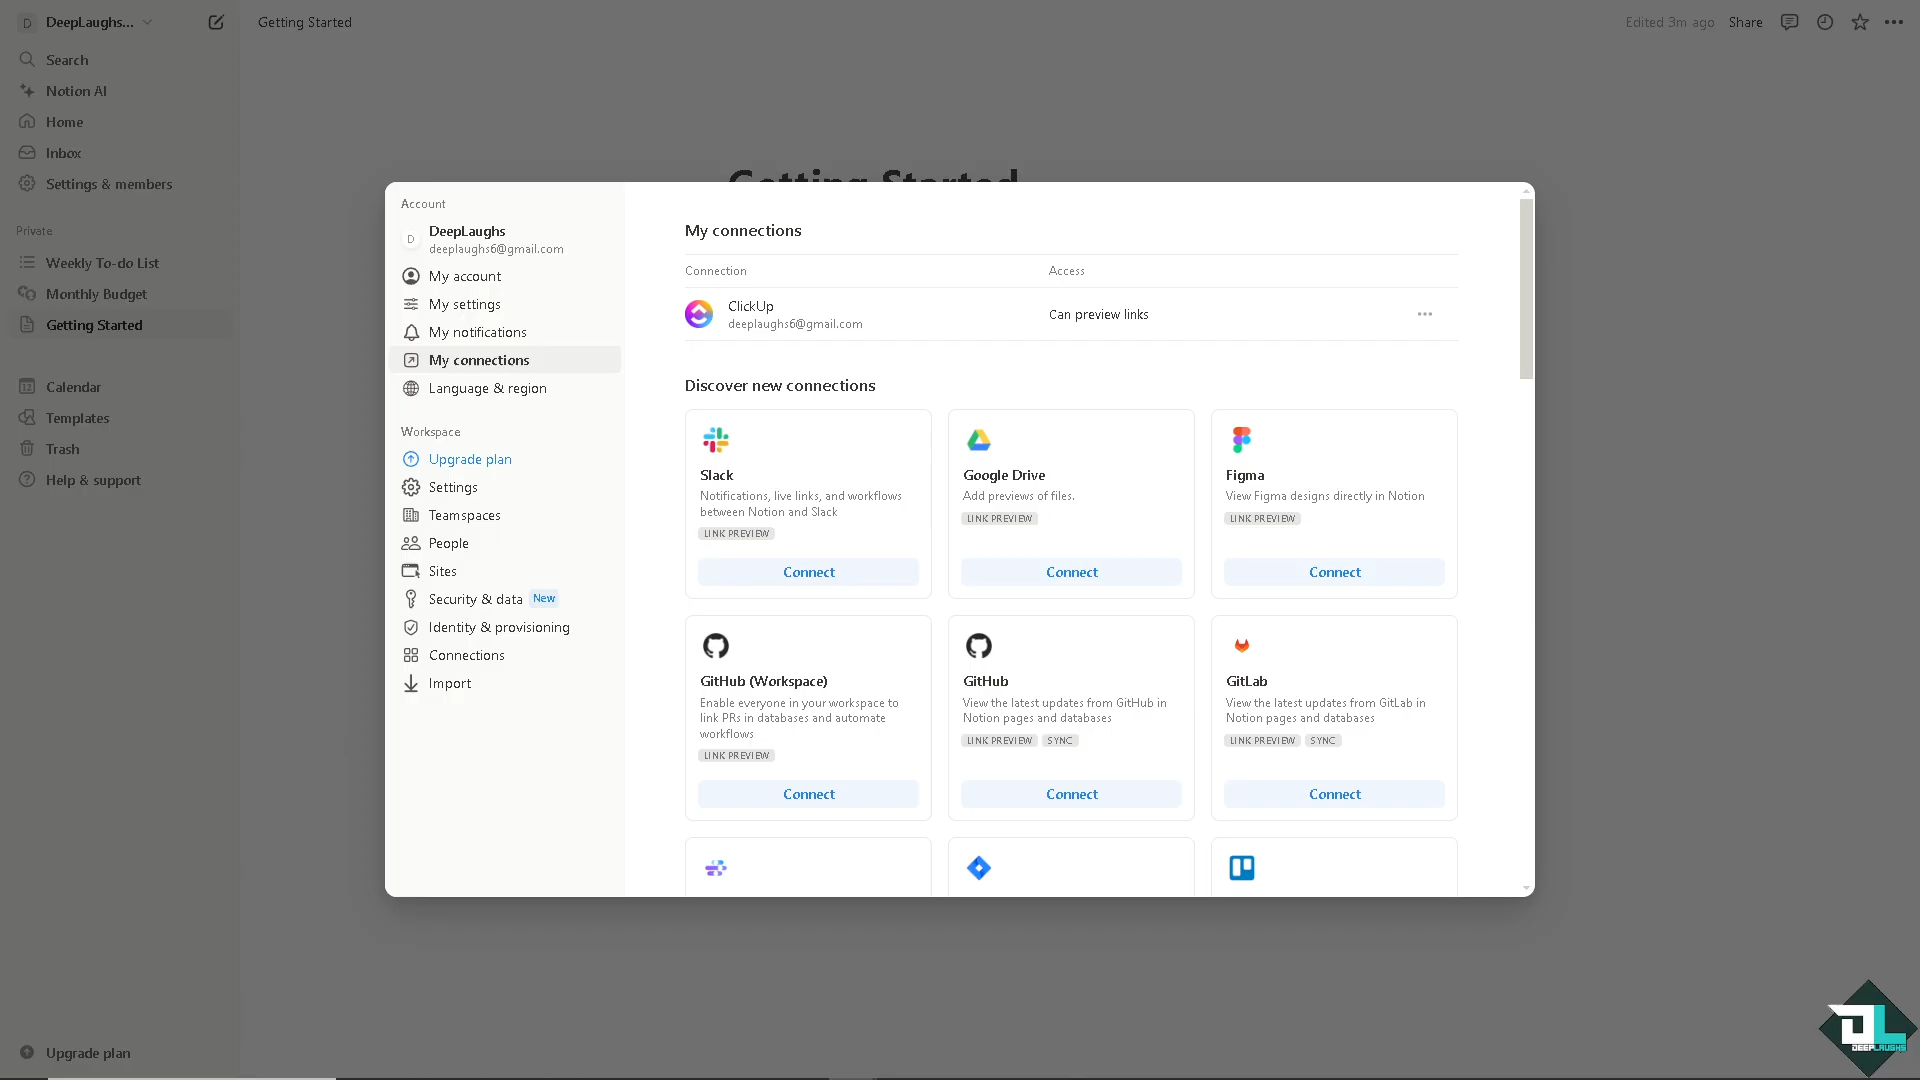 D DeepLaughs...
Getting Started
Edited 3m ago
Share
Search
Notion AI
Home
Inbox
Settings & members
Private
Weekly To-do List
Monthly Budget
Getting Started
Calendar
Templates
Trash
Help & support
Upgrade plan
Getting Started
Account
D
DeepLaughs
deeplaughs6@gmail.com
My account
My settings
My notifications
My connections
Language & region
Workspace
Upgrade plan
Settings
Teamspaces
People
Sites
Security & data New
Identity & provisioning
Connections
Import
My connections
Connection Access
ClickUp
deeplaughs6@gmail.com
Can preview links
Discover new connections
Slack
Notifications, live links, and workflows
between Notion and Slack
LINK PREVIEW
Connect
Google Drive
Add previews of files.
LINK PREVIEW
Connect
Figma
View Figma designs directly in Notion
LINK PREVIEW
Connect
GitHub (Workspace)
Enable everyone in your workspace to
link PRs in databases and automate
workflows
LINK PREVIEW
Connect
GitHub
View the latest updates from GitHub in
Notion pages and databases
LINK PREVIEW SYNC
Connect
GitLab
View the latest updates from GitLab in
Notion pages and databases
LINK PREVIEW SYNC
Connect
DL
DEEPLAUGHS